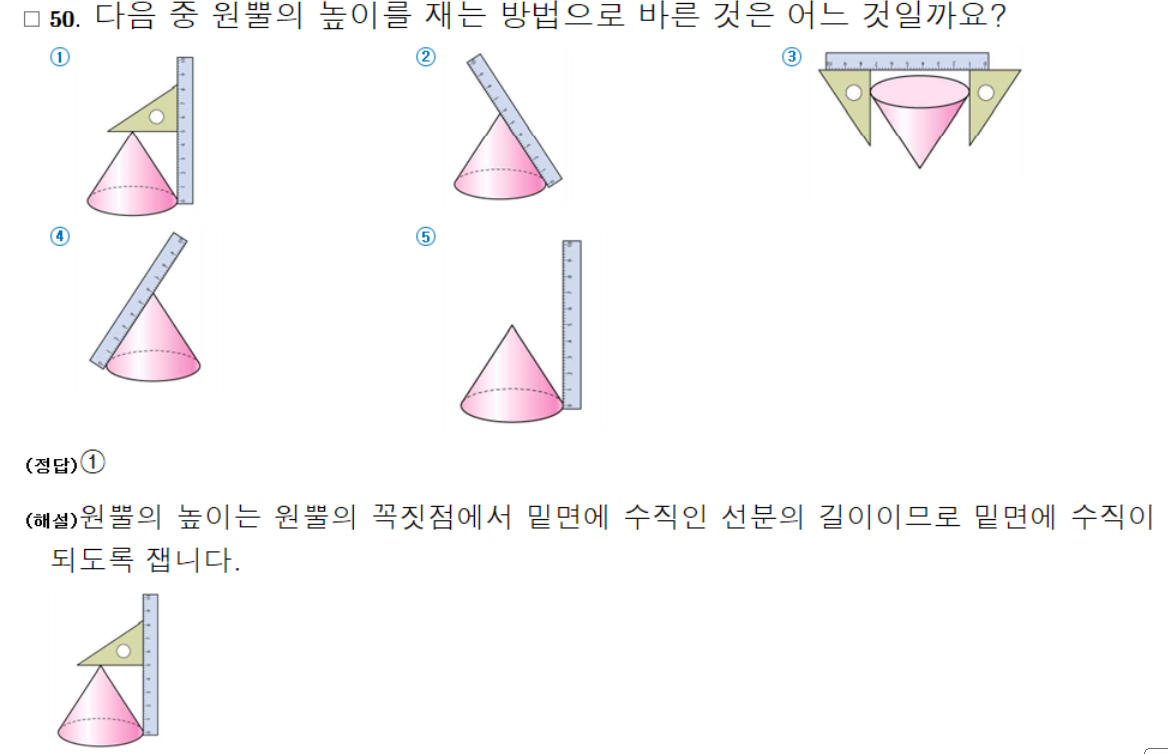 □ 50. 다음 중 원뿔의 높이를 재는 방법으로 바른 것은 어느 것일까요?
① ② ③
④ ⑤
(정답)①
(해설)원뿔의 높이는 원뿔의 꼭짓점에서 밑면에 수직인 선분의 길이이므로 밑면에 수직이
되도록 잽니다.